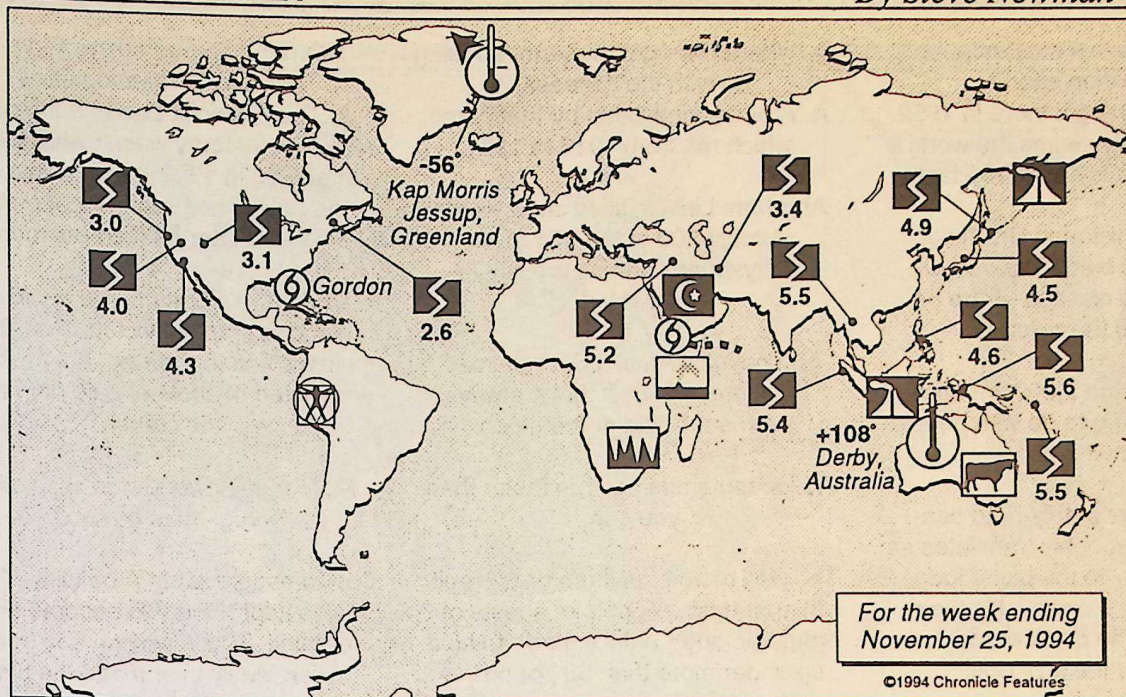 By Steve Newman
-56°
Kap Morris
Jessup,
Greenland
3.0
3.1
4.0
4.3
Gordon
2.6
3.4
4.9
5.5
4.5
5.2
4.6
5.6
5.4
+108°
Derby,
Australia
5.5
For the week ending
November 25, 1994
©1994 Chronicle Features